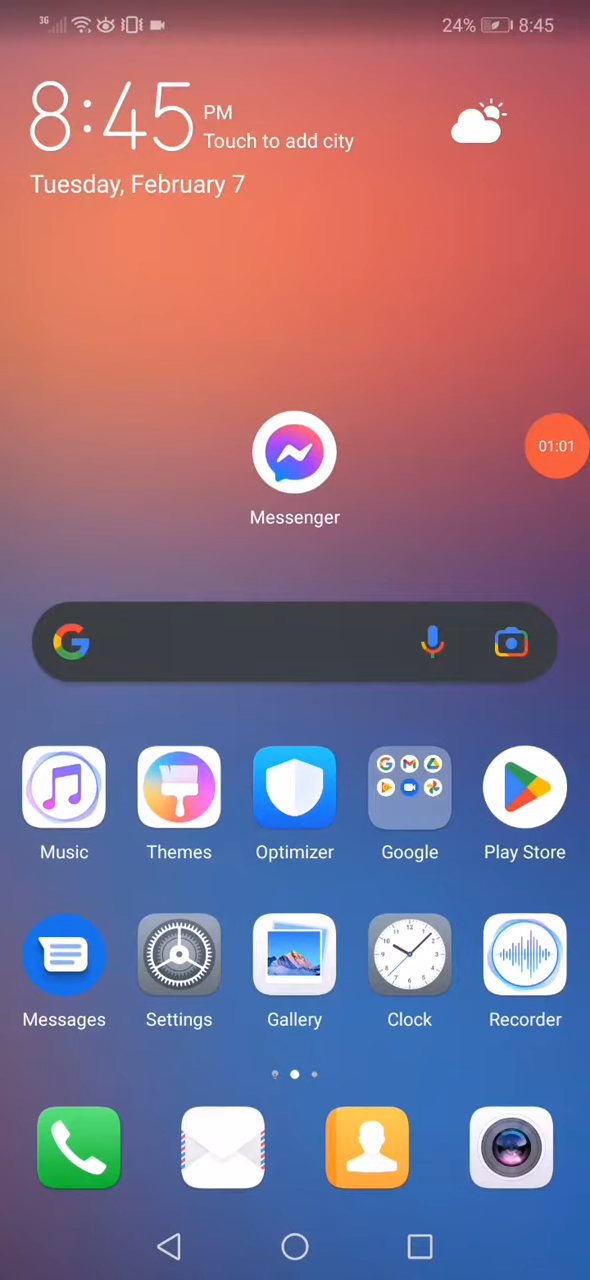 3G 24% 8:45
8:45 PM
Touch to add city
Tuesday, February 7
01:01
Messenger
Music Themes Optimizer Google Play Store
Messages Settings Gallery Clock Recorder